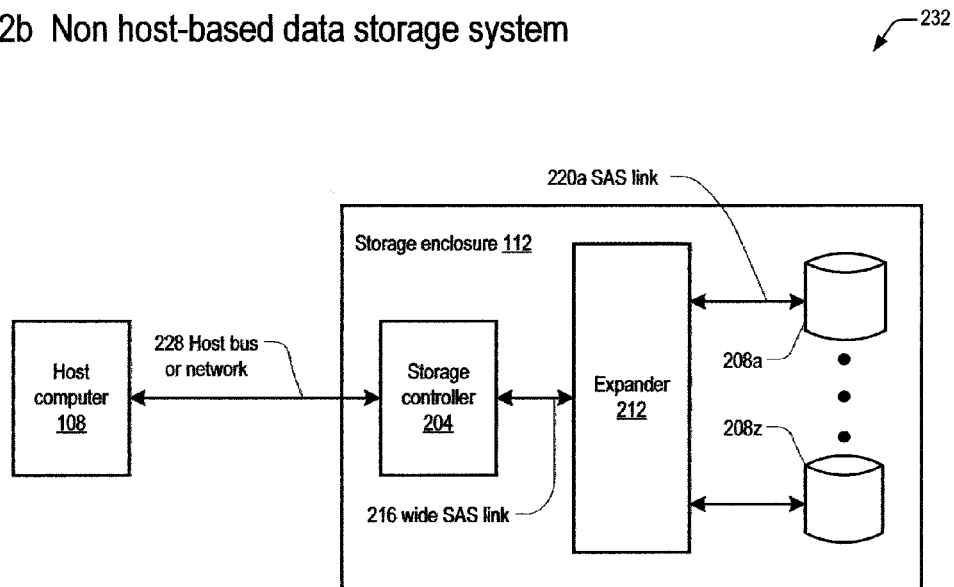 2b Non host-based data storage system
232
220a SAS link
Storage enclosure 112
228 Host bus
or network
Host
computer
108
Storage
controller
204
Expander
212
208a
208z
216 wide SAS link